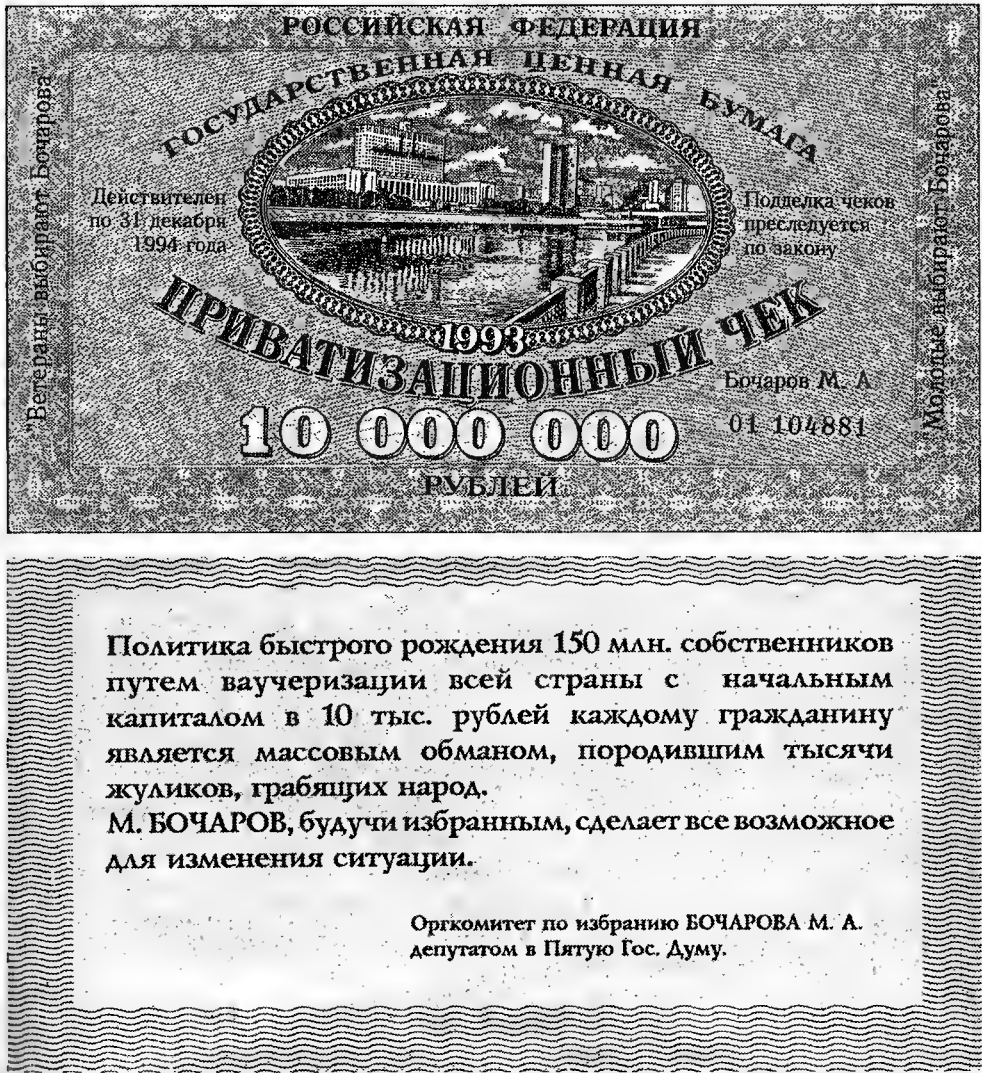 РОССИЙСКАЯ ФЕДЕРАЦИЯ
ГОСУДАРСТВЕННАЯ ЦЕННАЯ БУМАГА
"Ветераны выбирают Бочарова"
Действителен
по 31 декабря
1994 года
Подделка чеков
преследуется
по закону
"Молодые выбирают Бочарова"
1993
ПРИВАТИЗАЦИОННЫЙ ЧЕК
Бочаров М. А
01 104881
10 000 000
РУБЛЕЙ
Политика быстрого рождения 150 млн. собственников
путем ваучеризации всей страны с начальным
капиталом в 10 тыс. рублей каждому гражданину
является массовым обманом, породившим тысячи
жуликов, грабящих народ.
М. БОЧАРОВ, будучи избранным, сделает все возможное
для изменения ситуации.
Оргкомитет по избранию БОЧАРОВА М. А.
депутатом в Пятую Гос. Думу.